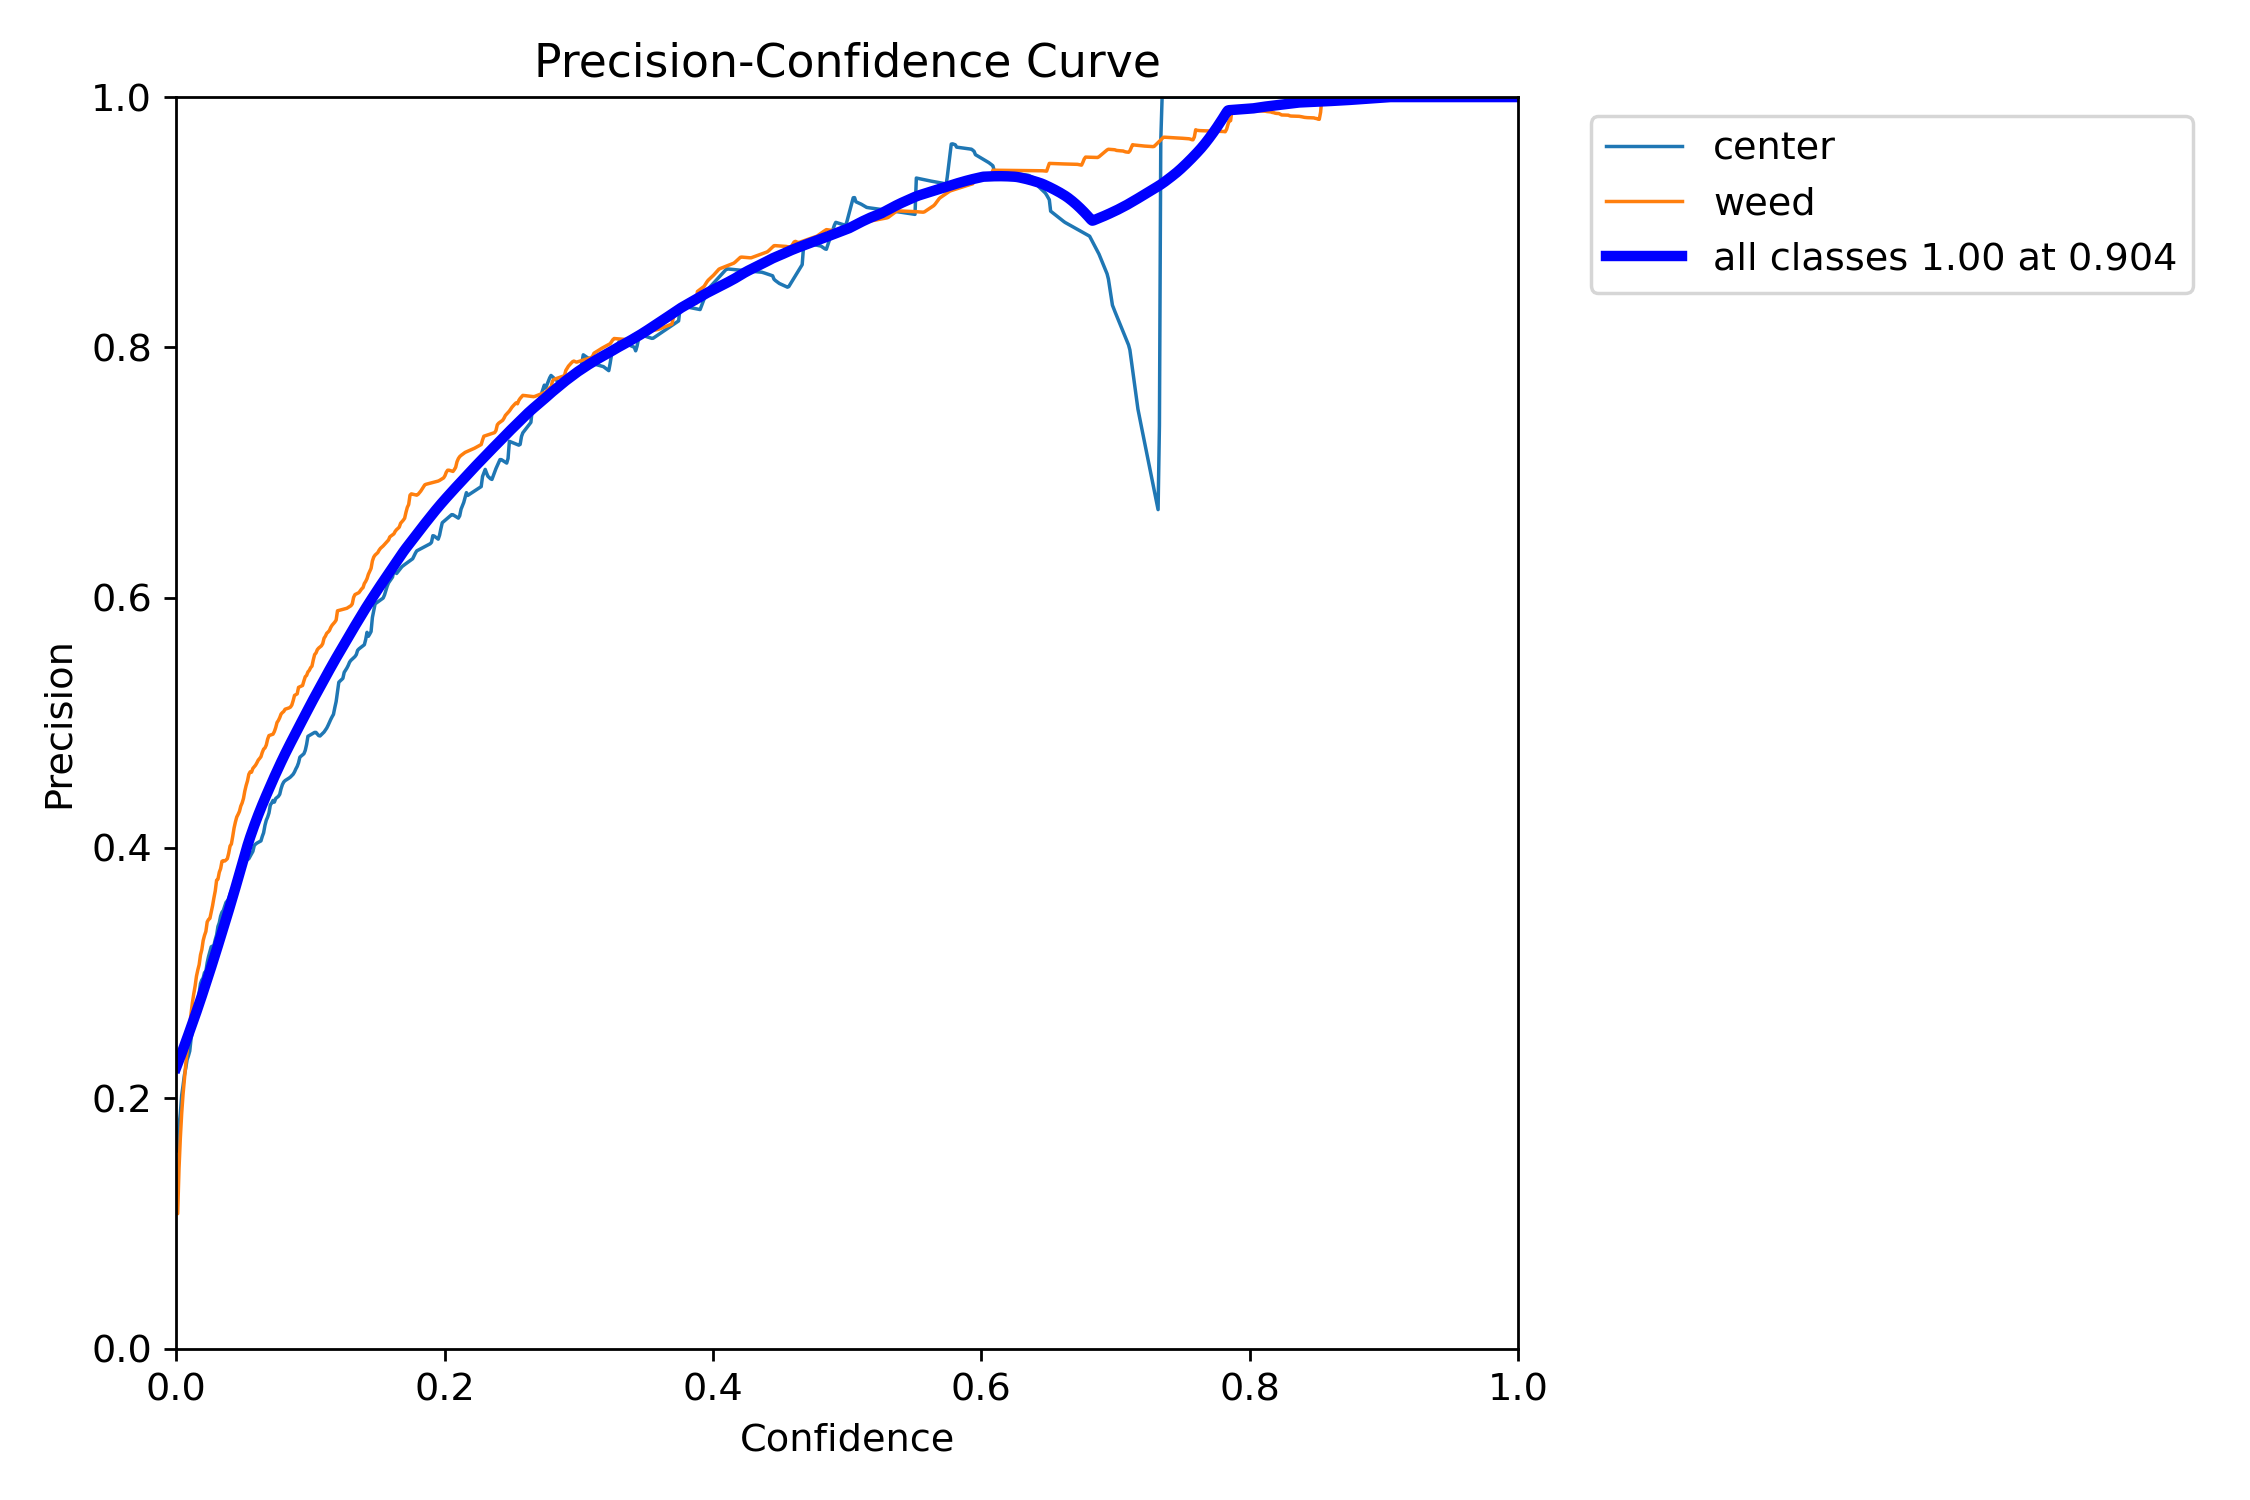 Precision-Confidence Curve
1.0
0.8
0.6
0.4
0.2
0.0
Precision
0.0 0.2 0.4 0.6 0.8 1.0
Confidence
center
weed
all classes 1.00 at 0.904